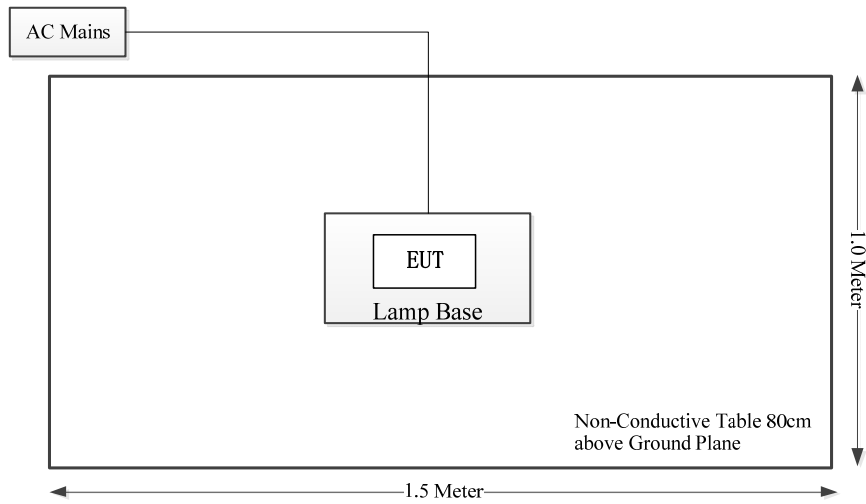 AC Mains
EUT
Lamp Base
1.0 Meter
Non-Conductive Table 80cm
above Ground Plane
1.5 Meter